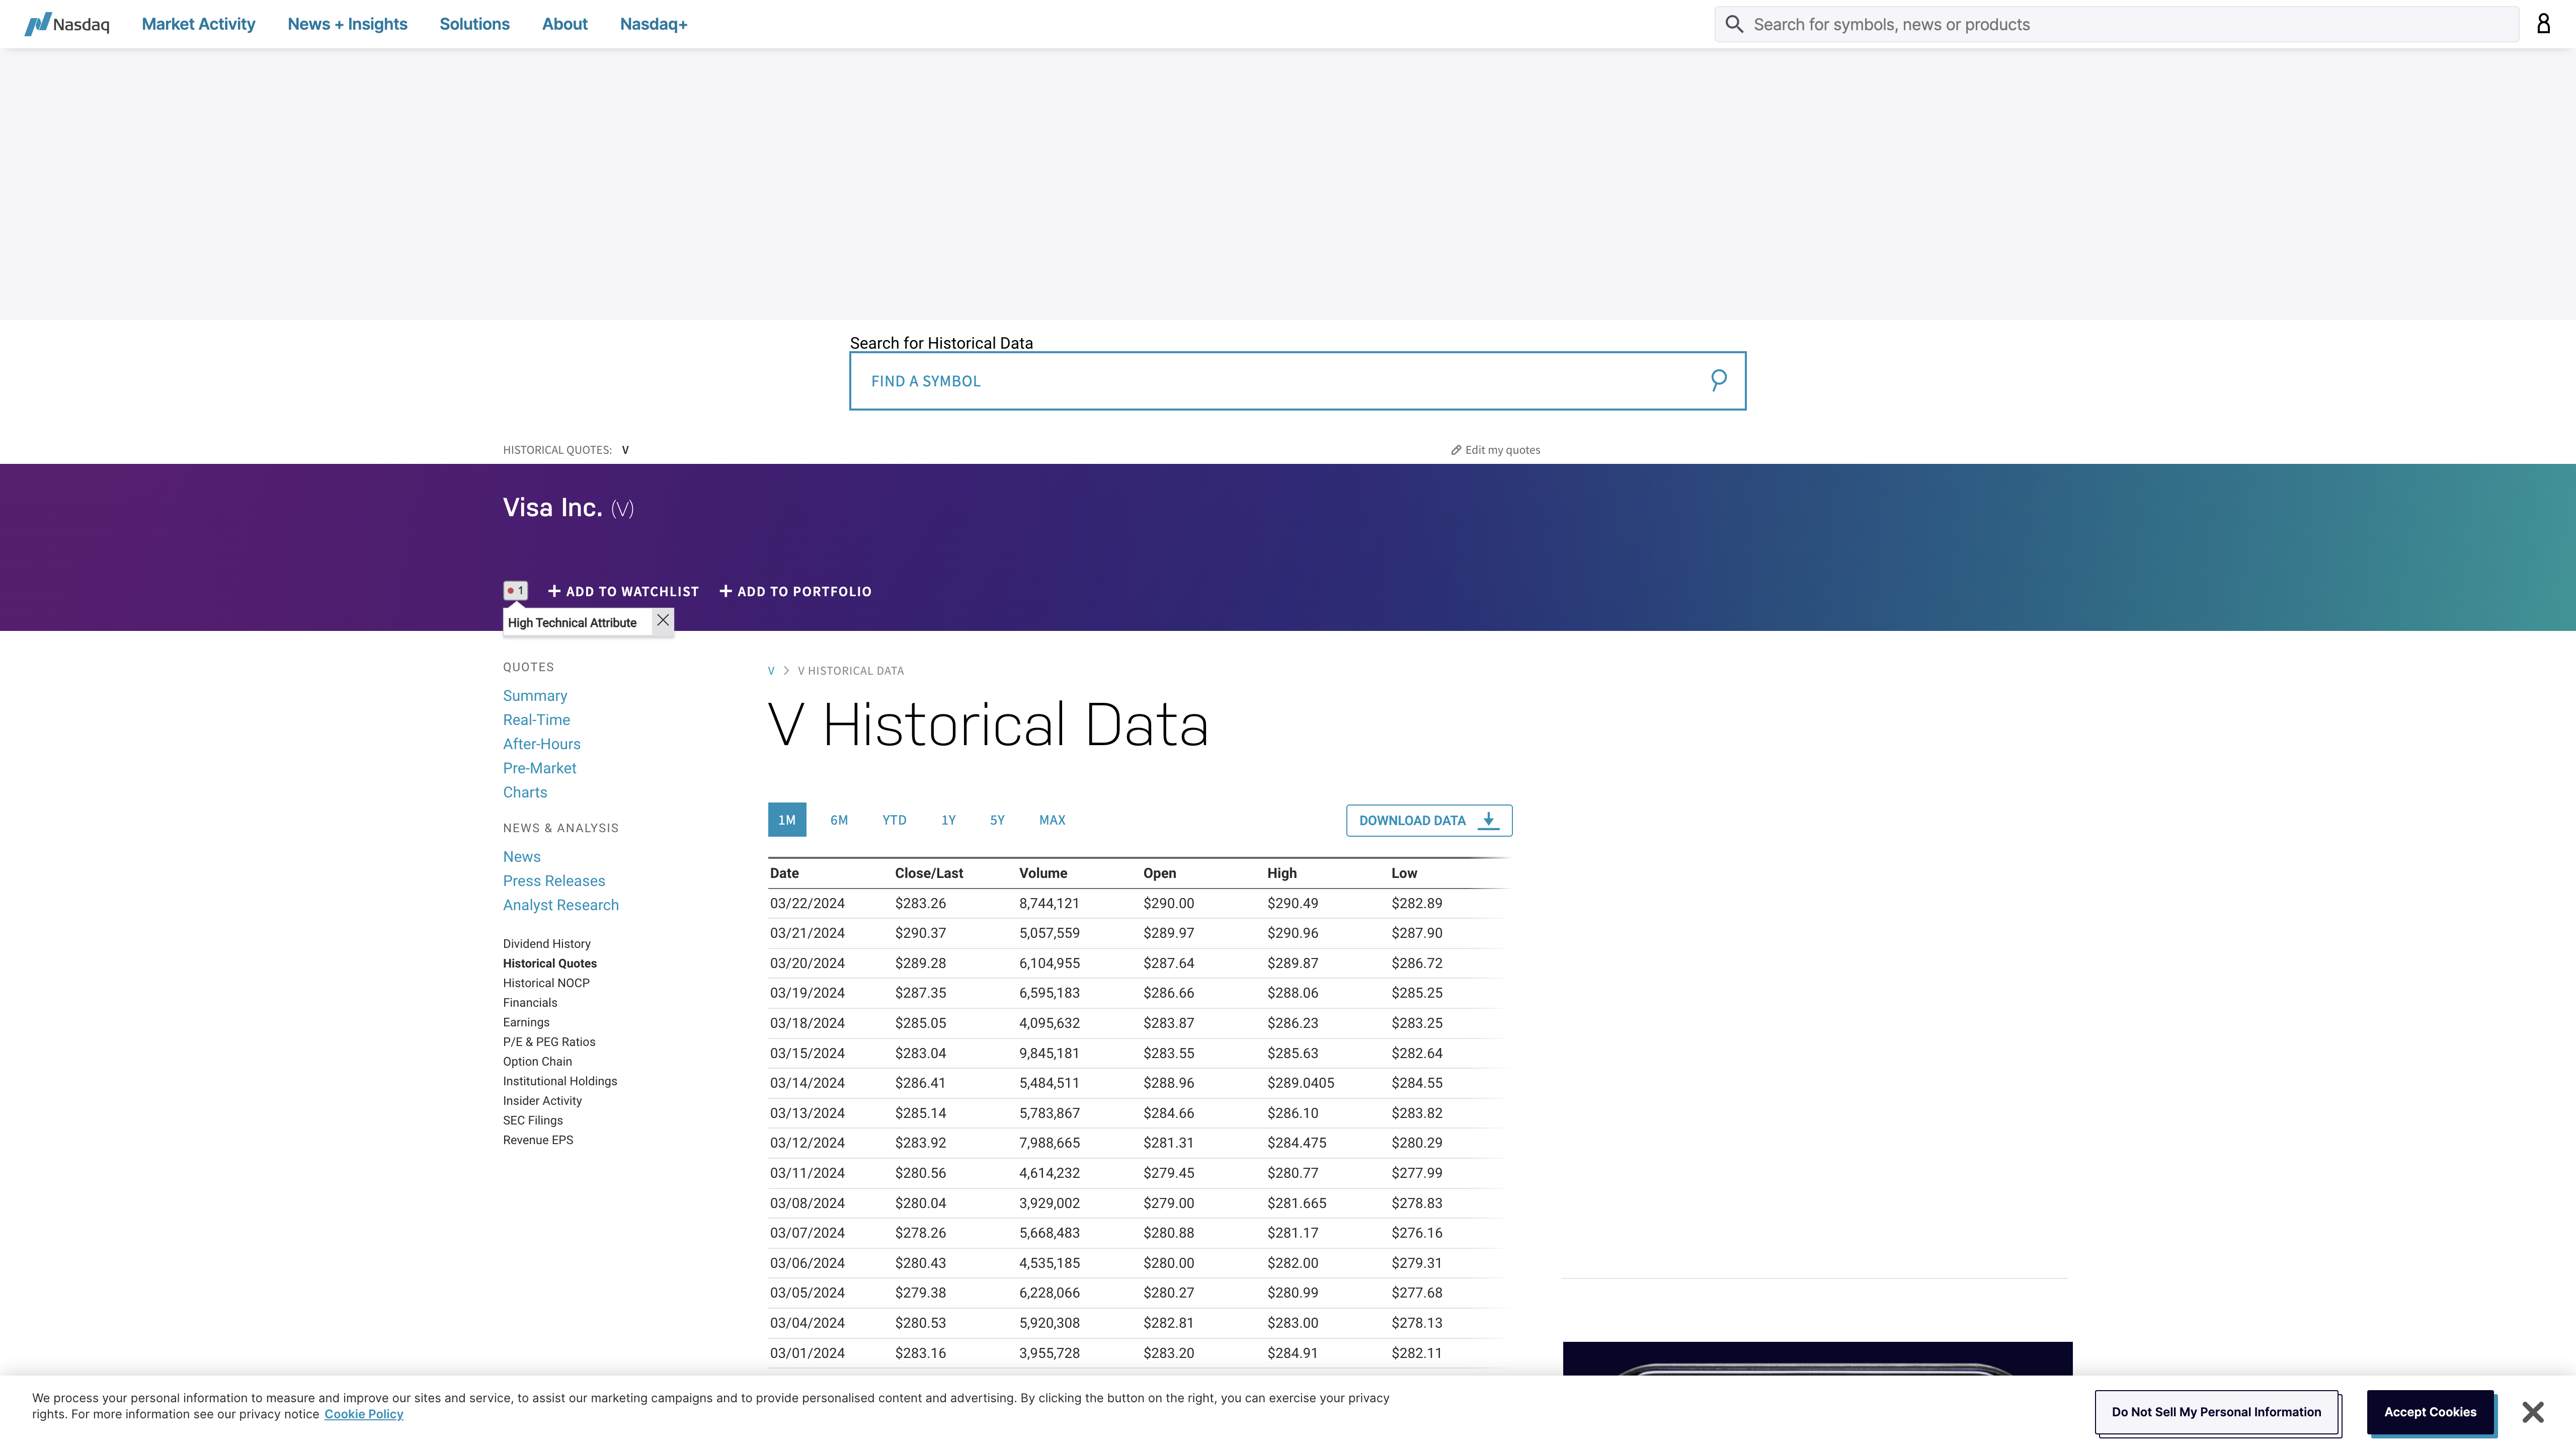 Nasdaq Market Activity News + Insights Solutions About Nasdaq+ Search for symbols, news or products
Search for Historical Data
FIND A SYMBOL
HISTORICAL QUOTES: V Edit my quotes
Visa Inc. (V)
1 ADD TO WATCHLIST ADD TO PORTFOLIO
High Technical Attribute
QUOTES
Summary
Real-Time
After-Hours
Pre-Market
Charts
NEWS & ANALYSIS
News
Press Releases
Analyst Research
Dividend History
Historical Quotes
Historical NOCP
Financials
Earnings
P/E & PEG Ratios
Option Chain
Institutional Holdings
Insider Activity
SEC Filings
Revenue EPS
V > V HISTORICAL DATA
V Historical Data
1M 6M YTD 1Y 5Y MAX DOWNLOAD DATA
Date Close/Last Volume Open High Low
03/22/2024 $283.26 8,744,121 $290.00 $290.49 $282.89
03/21/2024 $290.37 5,057,559 $289.97 $290.96 $287.90
03/20/2024 $289.28 6,104,955 $287.64 $289.87 $286.72
03/19/2024 $287.35 6,595,183 $286.66 $288.06 $285.25
03/18/2024 $285.05 4,095,632 $283.87 $286.23 $283.25
03/15/2024 $283.04 9,845,181 $283.55 $285.63 $282.64
03/14/2024 $286.41 5,484,511 $288.96 $289.0405 $284.55
03/13/2024 $285.14 5,783,867 $284.66 $286.10 $283.82
03/12/2024 $283.92 7,988,665 $281.31 $284.475 $280.29
03/11/2024 $280.56 4,614,232 $279.45 $280.77 $277.99
03/08/2024 $280.04 3,929,002 $279.00 $281.665 $278.83
03/07/2024 $278.26 5,668,483 $280.88 $281.17 $276.16
03/06/2024 $280.43 4,535,185 $280.00 $282.00 $279.31
03/05/2024 $279.38 6,228,066 $280.27 $280.99 $277.68
03/04/2024 $280.53 5,920,308 $282.81 $283.00 $278.13
03/01/2024 $283.16 3,955,728 $283.20 $284.91 $282.11
We process your personal information to measure and improve our sites and service, to assist our marketing campaigns and to provide personalised content and advertising. By clicking the button on the right, you can exercise your privacy
rights. For more information see our privacy notice Cookie Policy
Do Not Sell My Personal Information
Accept Cookies